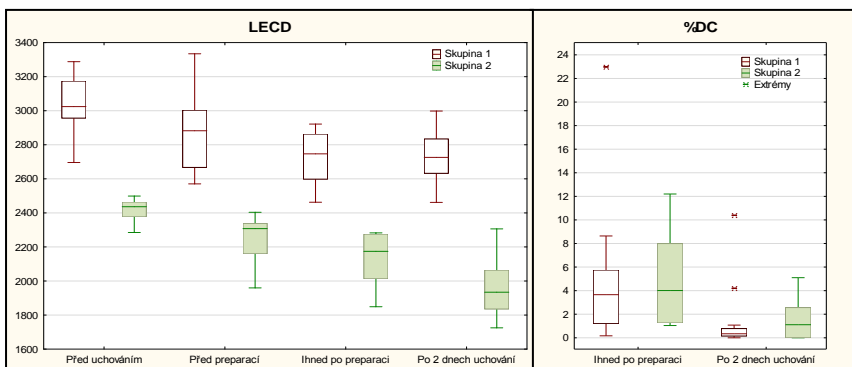 LECD
3400
3200
3000
2800
2600
2400
2200
2000
1800
1600
Skupina 1
Skupina 2
Před uchováním
Před preparací
Ihned po preparaci
Po 2 dnech uchování
%DC
24
22
20
18
16
14
12
10
8
6
4
2
0
Skupina 1
Skupina 2
Extrémy
Ihned po preparaci
Po 2 dnech uchování